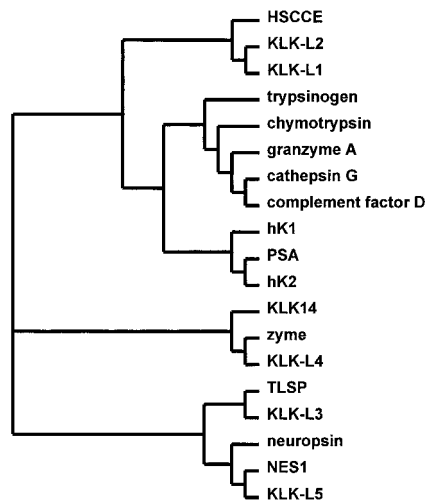 HSCCE
KLK-L2
KLK-L1
trypsinogen
chymotrypsin
granzyme A
cathepsin G
complement factor D
hK1
PSA
hK2
KLK14
zyme
KLK-L4
TLSP
KLK-L3
neuropsin
NES1
KLK-L5